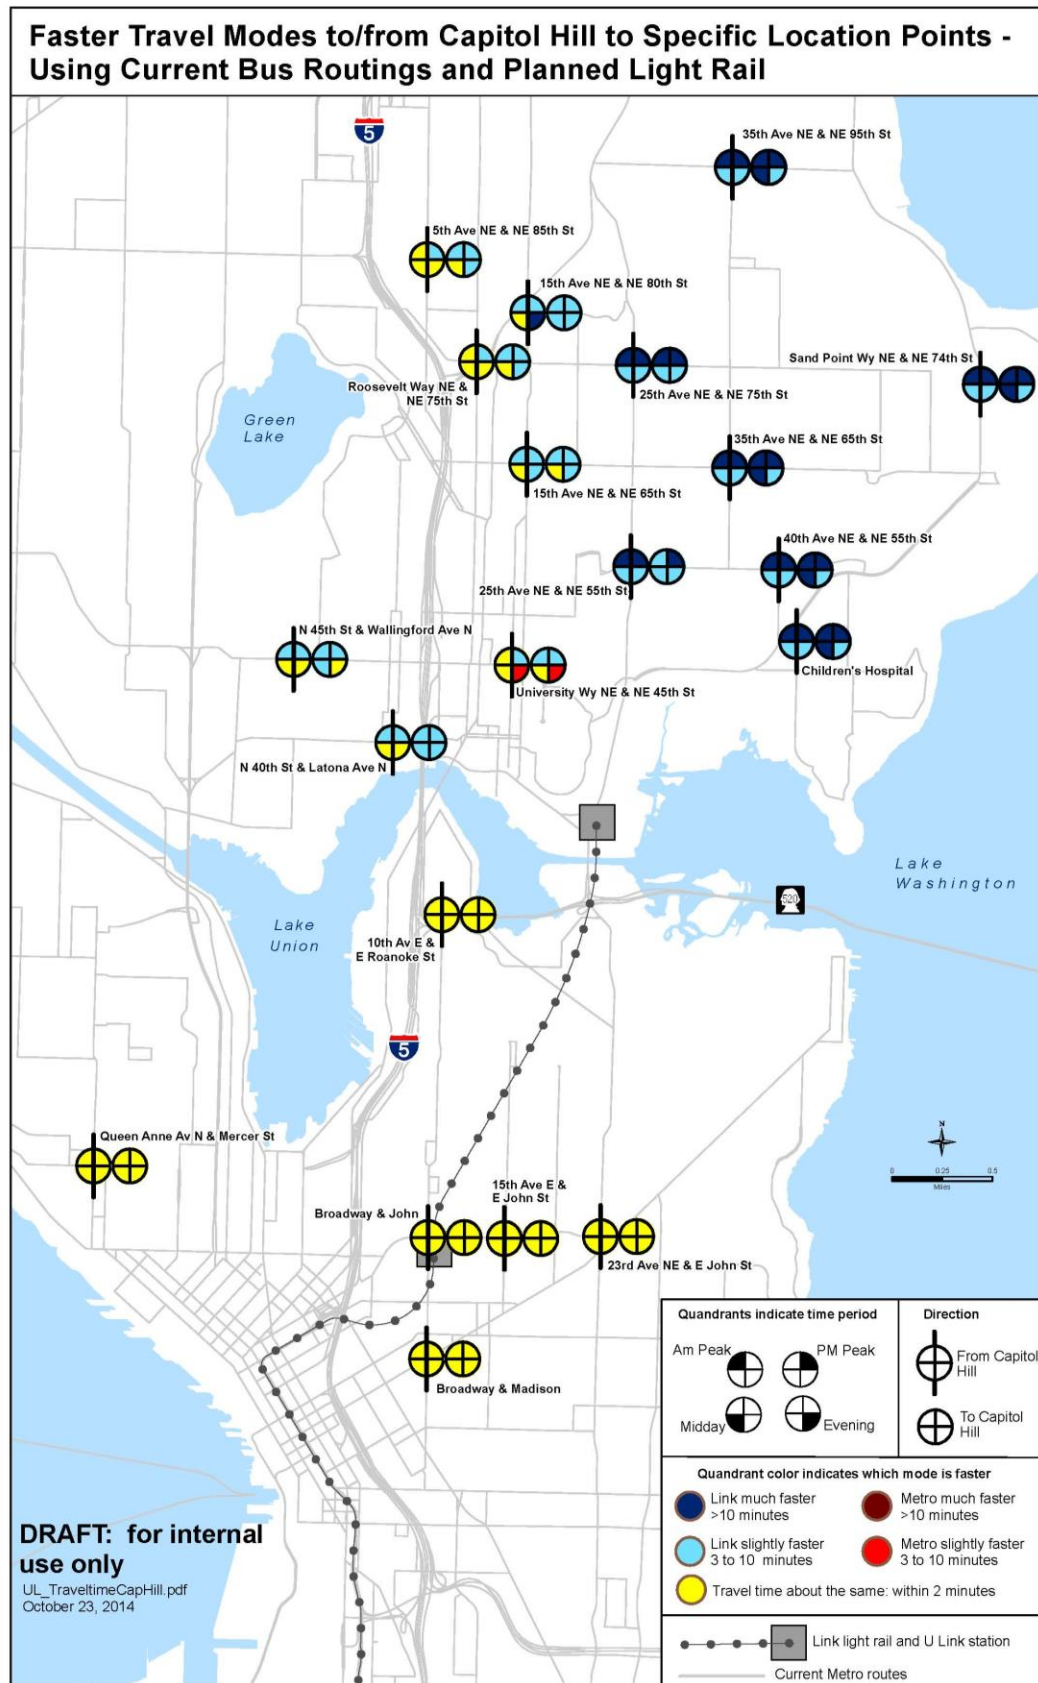 Faster Travel Modes to/from Capitol Hill to Specific Location Points -
Using Current Bus Routings and Planned Light Rail
5
35th Ave NE & NE 95th St
5th Ave NE & NE 85th St
15th Ave NE & NE 80th St
Sand Point Wy NE & NE 74th St
Roosevelt Way NE &
NE 75th St
25th Ave NE & NE 75th St
Green
Lake
35th Ave NE & NE 65th St
15th Ave NE & NE 65th St
40th Ave NE & NE 55th St
25th Ave NE & NE 55th St
N 45th St & Wallingford Ave N
Children's Hospital
University Wy NE & NE 45th St
N 40th St & Latona Ave N
Lake
Washington
520
Lake
Union
10th Av E &
E Roanoke St
5
Queen Anne Av N & Mercer St
N
0 0.25 0.5
Miles
15th Ave E &
E John St
Broadway & John
23rd Ave NE & E John St
Broadway & Madison
Quandrants indicate time period
Am Peak
PM Peak
Midday
Evening
Direction
From Capitol
Hill
To Capitol
Hill
Quandrant color indicates which mode is faster
Link much faster
>10 minutes
Metro much faster
>10 minutes
Link slightly faster
3 to 10 minutes
Metro slightly faster
3 to 10 minutes
Travel time about the same: within 2 minutes
Link light rail and U Link station
Current Metro routes
DRAFT: for internal
use only
UL_TraveltimeCapHill.pdf
October 23, 2014